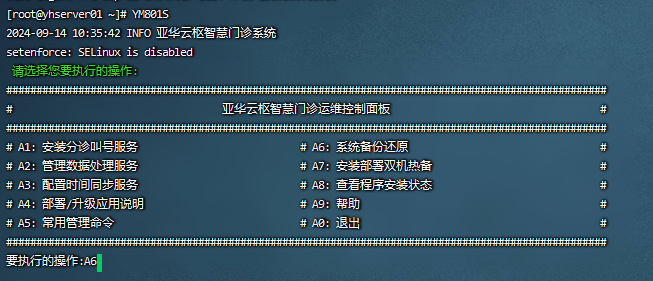 [root@yhserver01 ~]# YM801S
2024-09-14 10:35:42 INFO 亚华云枢智慧门诊系统
setenforce: SELinux is disabled
请选择您要执行的操作:
####################################################################################################
# 亚华云枢智慧门诊运维控制面板 #
####################################################################################################
# A1: 安装分诊叫号服务 # A6: 系统备份还原 #
# A2: 管理数据处理服务 # A7: 安装部署双机热备 #
# A3: 配置时间同步服务 # A8: 查看程序安装状态 #
# A4: 部署/升级应用说明 # A9: 帮助 #
# A5: 常用管理命令 # A0: 退出 #
####################################################################################################
要执行的操作:A6